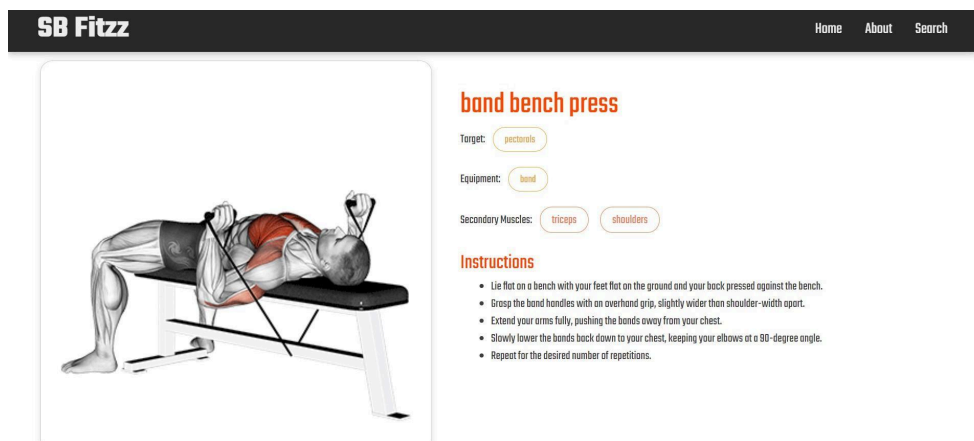 SB Fitzz
Home About Search
band bench press
Target: pectorals
Equipment: band
Secondary Muscles: triceps shoulders
Instructions
Lie flat on a bench with your feet flat on the ground and your back pressed against the bench.
Grasp the band handles with an overhand grip, slightly wider than shoulder-width apart.
Extend your arms fully, pushing the bands away from your chest.
Slowly lower the bands back down to your chest, keeping your elbows at a 90-degree angle.
Repeat for the desired number of repetitions.